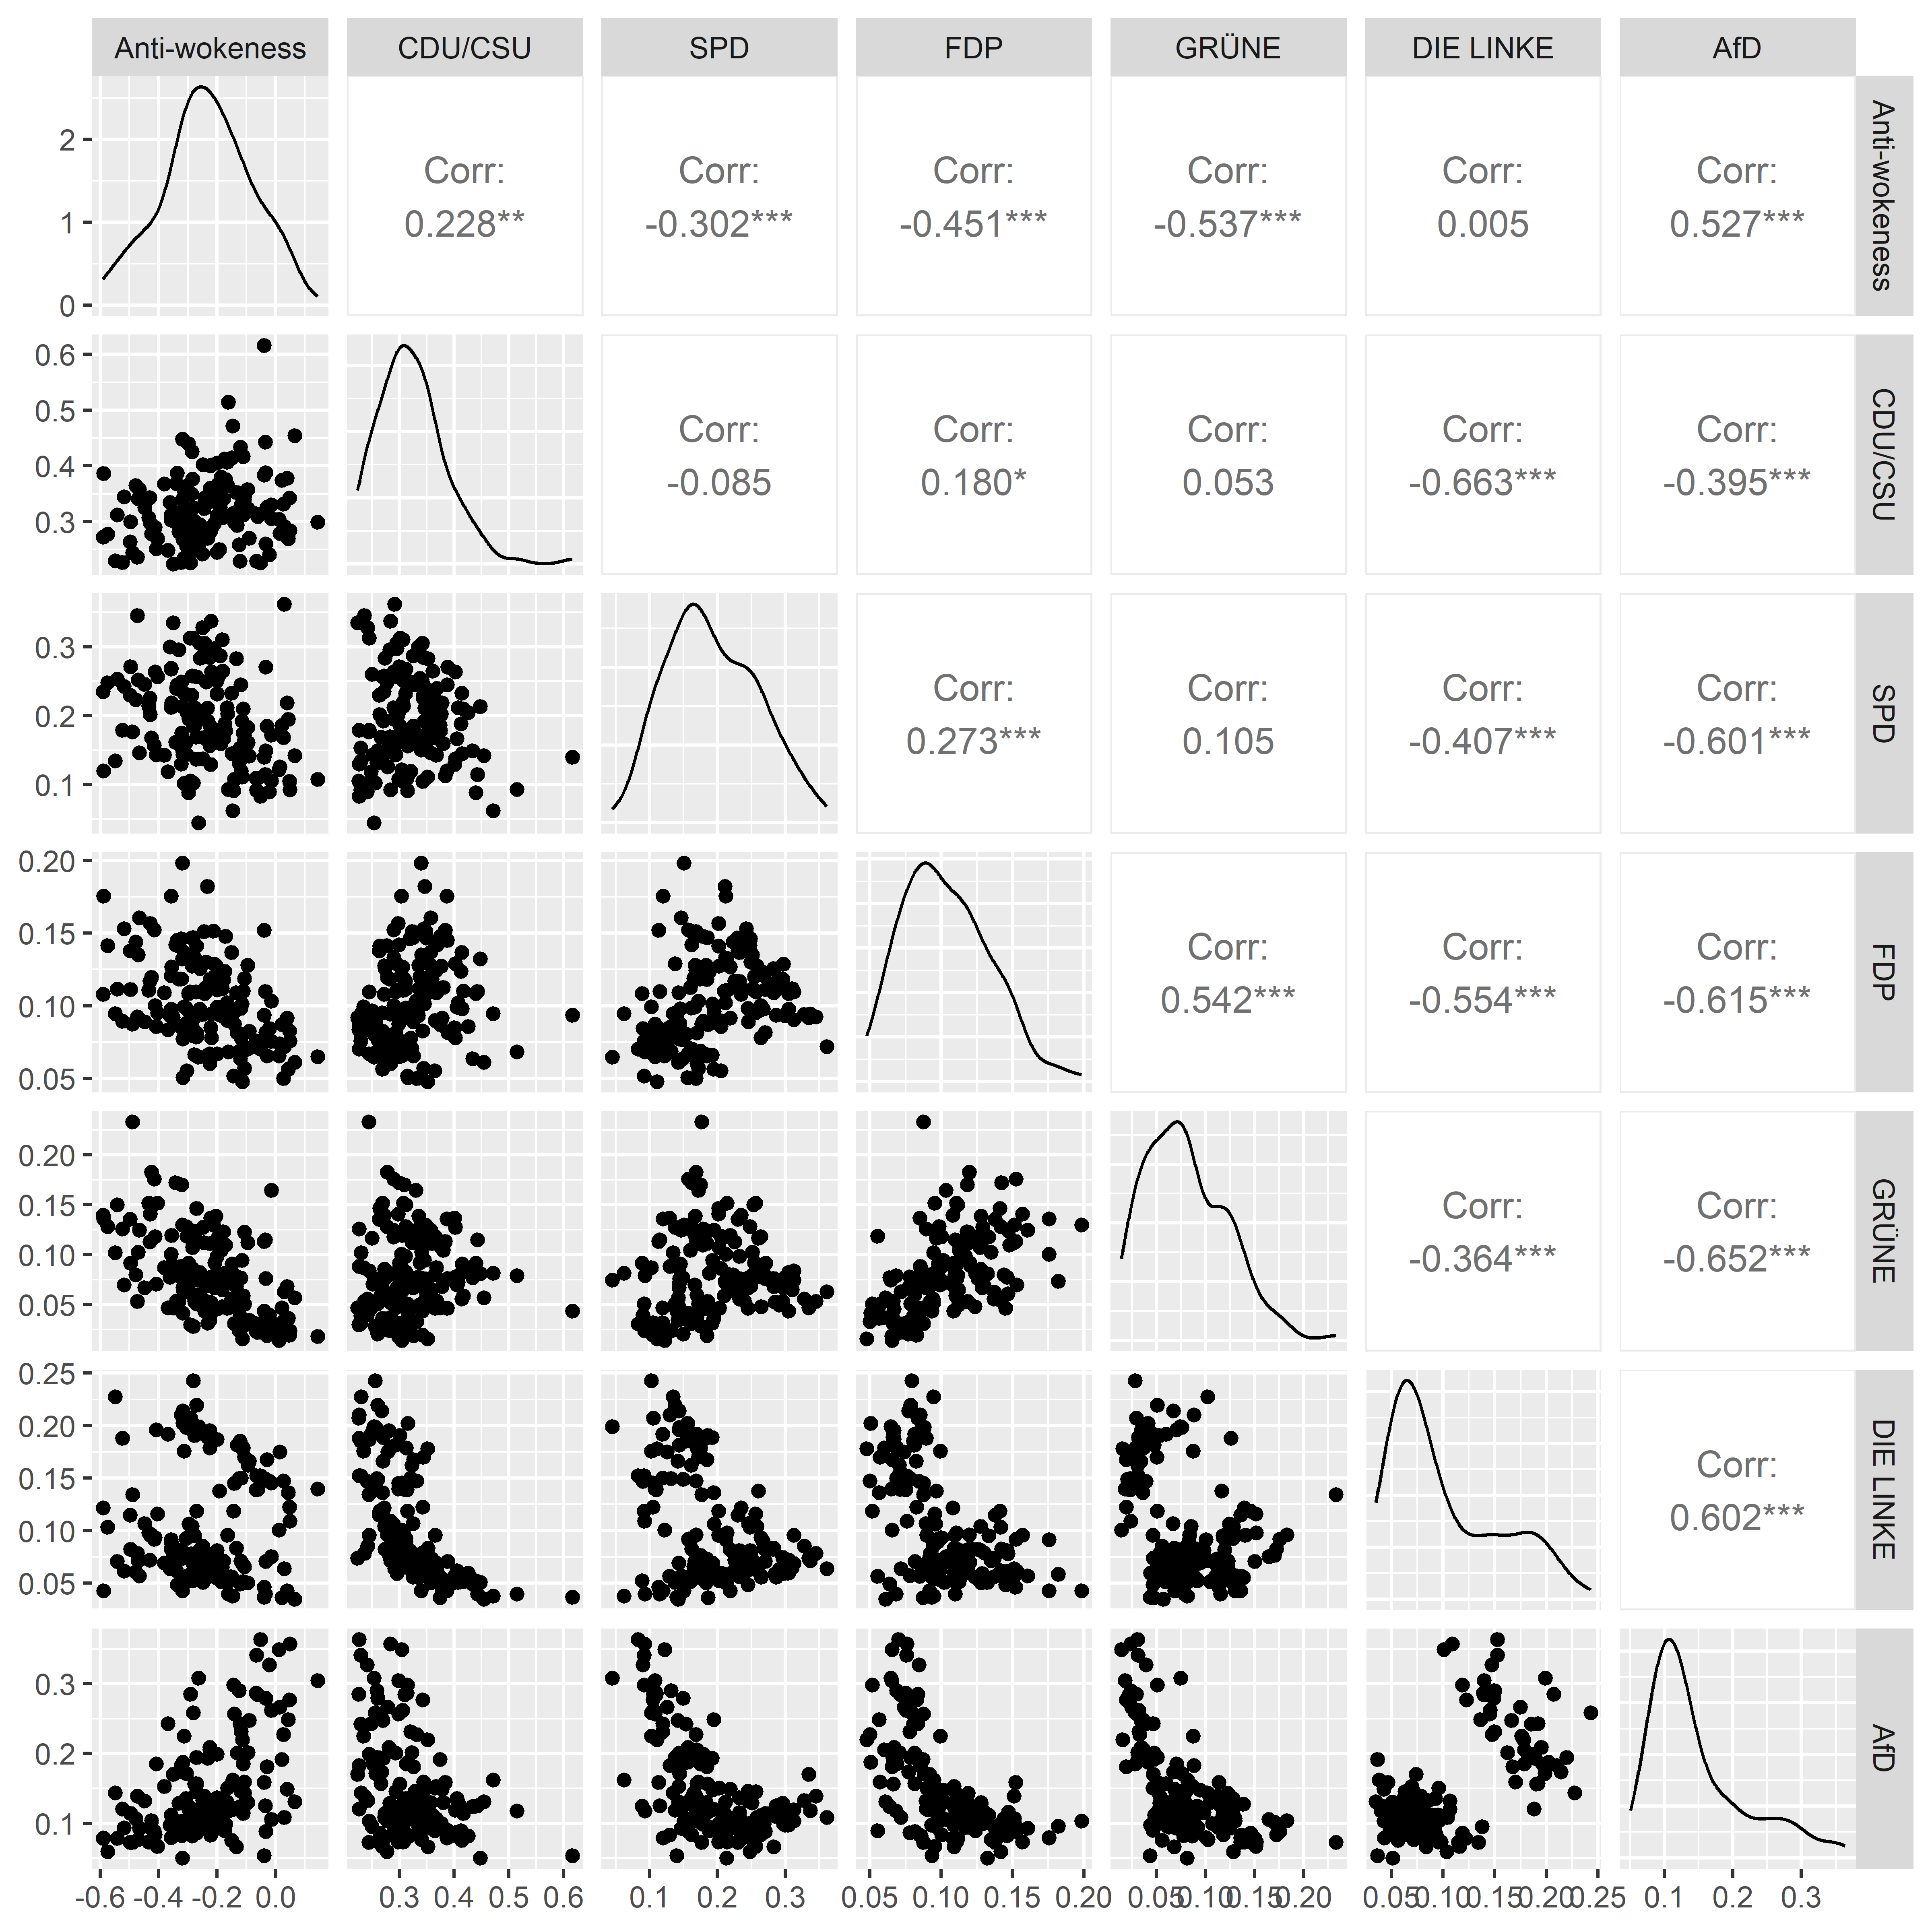 Anti-wokeness CDU/CSU SPD FDP GRÜNE DIE LINKE AfD
2
1
0
Corr:
0.228**
Corr:
-0.302***
Corr:
-0.451***
Corr:
-0.537***
Corr:
0.005
Corr:
0.527***
Anti-wokeness
0.6
0.5
0.4
0.3
Corr:
-0.085
Corr:
0.180*
Corr:
0.053
Corr:
-0.663***
Corr:
-0.395***
CDU/CSU
0.3
0.2
0.1
Corr:
0.273***
Corr:
0.105
Corr:
-0.407***
Corr:
-0.601***
SPD
0.20
0.15
0.10
0.05
Corr:
0.542***
Corr:
-0.554***
Corr:
-0.615***
FDP
0.20
0.15
0.10
0.05
Corr:
-0.364***
Corr:
-0.652***
GRÜNE
0.25
0.20
0.15
0.10
0.05
Corr:
0.602***
DIE LINKE
0.3
0.2
0.1
AfD
-0.6 -0.4 -0.2 0.0
0.3 0.4 0.5 0.6
0.1 0.2 0.3
0.05 0.10 0.15 0.20
0.05 0.10 0.15 0.20
0.05 0.10 0.15 0.20 0.25
0.1 0.2 0.3